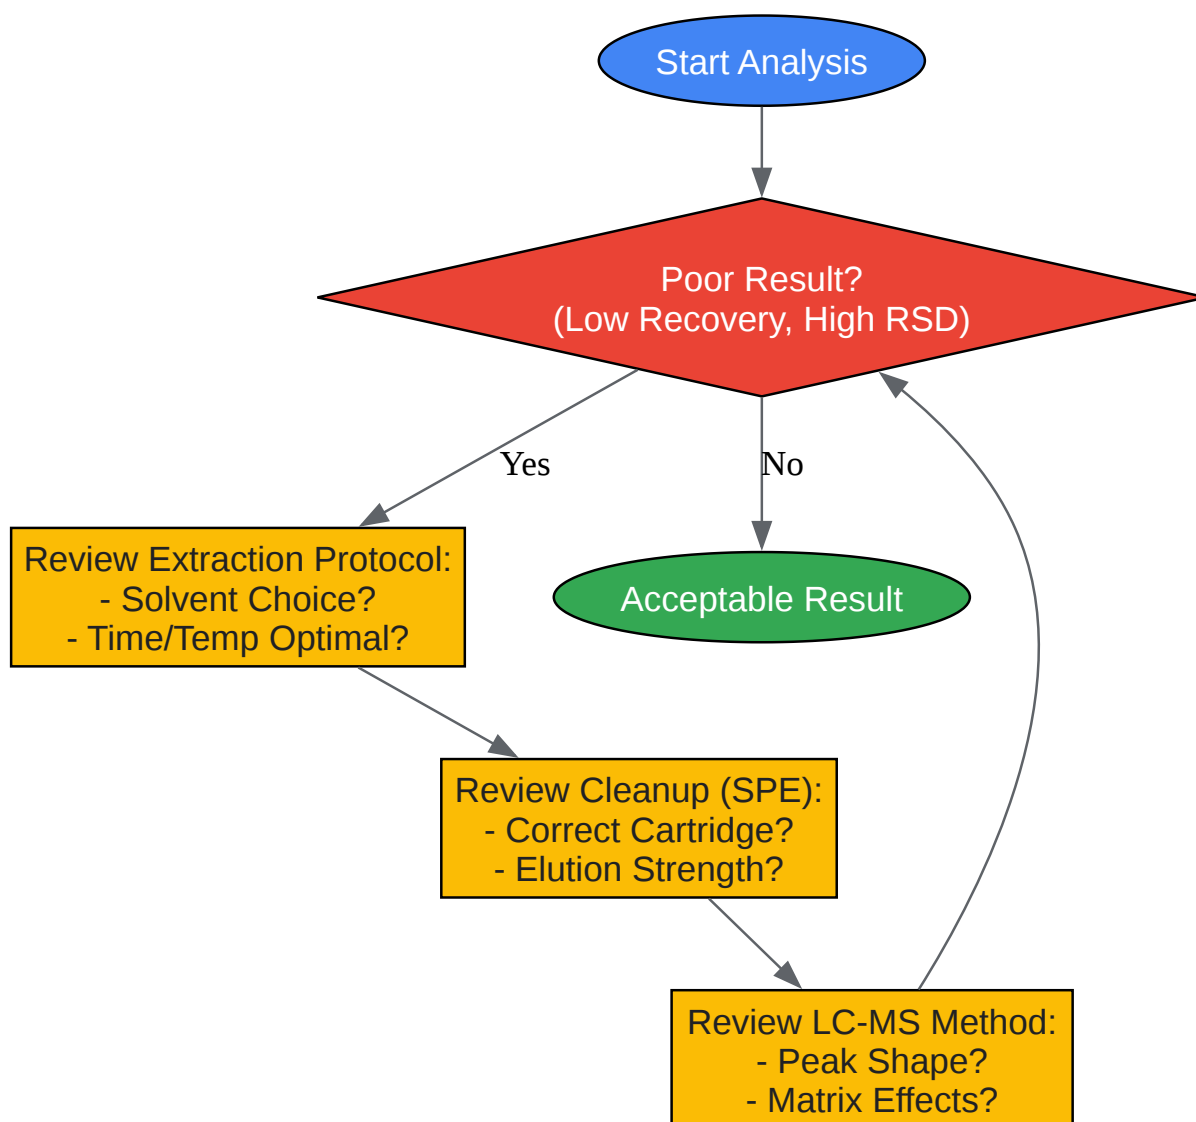 Start Analysis
Poor Result?
(Low Recovery, High RSD)
Yes
No
Review Extraction Protocol:
- Solvent Choice?
- Time/Temp Optimal?
Acceptable Result
Review Cleanup (SPE):
- Correct Cartridge?
- Elution Strength?
Review LC-MS Method:
- Peak Shape?
- Matrix Effects?